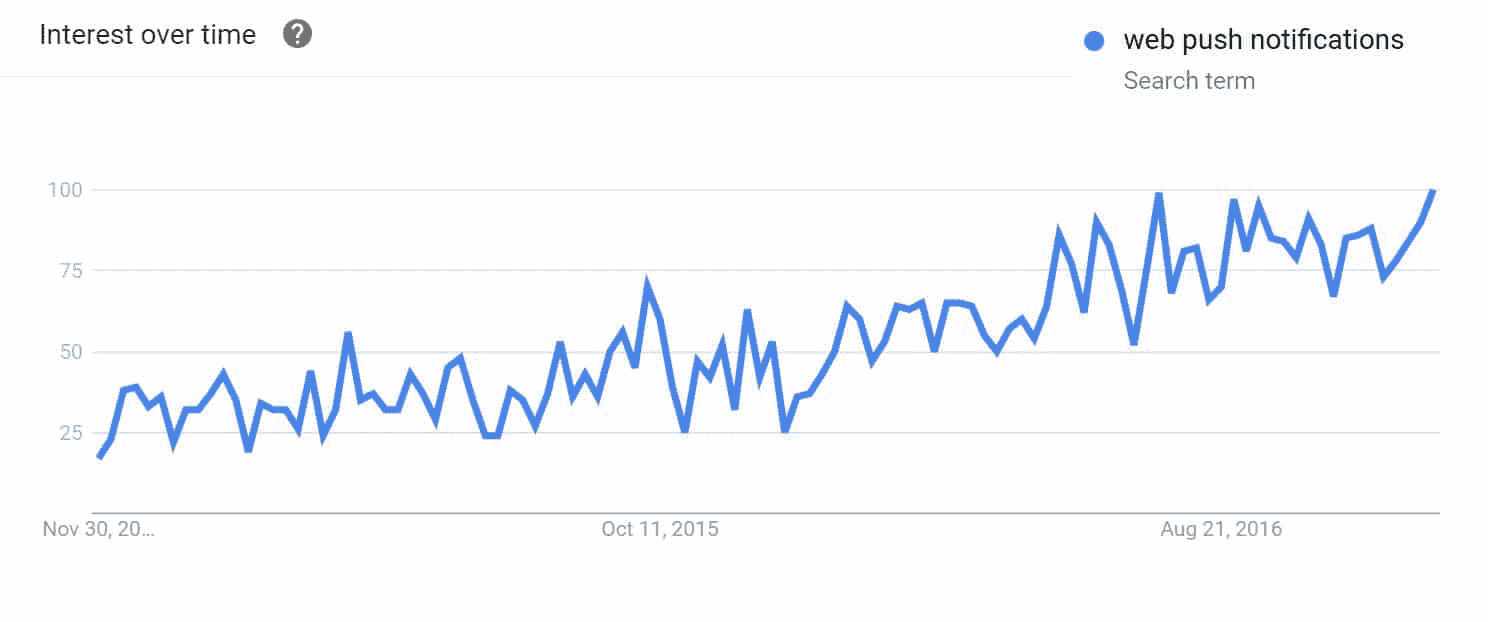 Interest over time ?
web push notifications
Search term
100
75
50
25
Nov 30, 20...
Oct 11, 2015
Aug 21, 2016